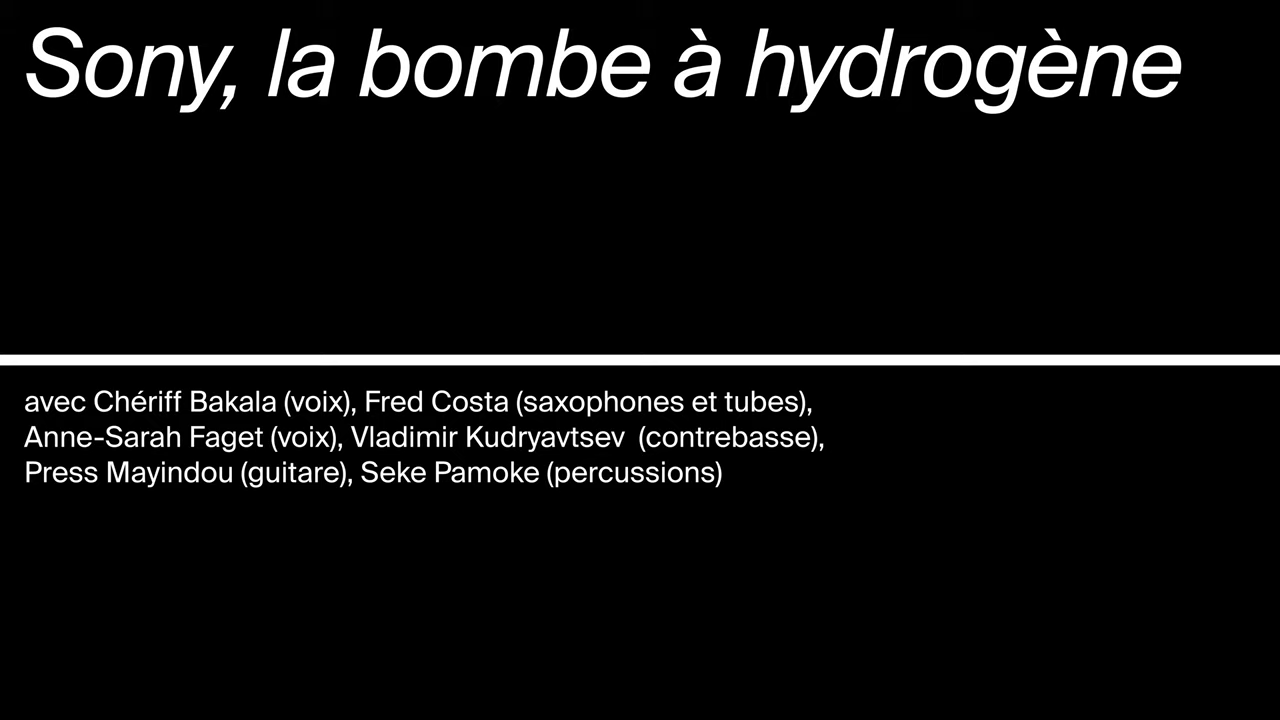 Sony, la bombe à hydrogène
avec Chériff Bakala (voix), Fred Costa (saxophones et tubes),
Anne-Sarah Faget (voix), Vladimir Kudryavtsev  (contrebasse),
Press Mayindou (guitare), Seke Pamoke (percussions)